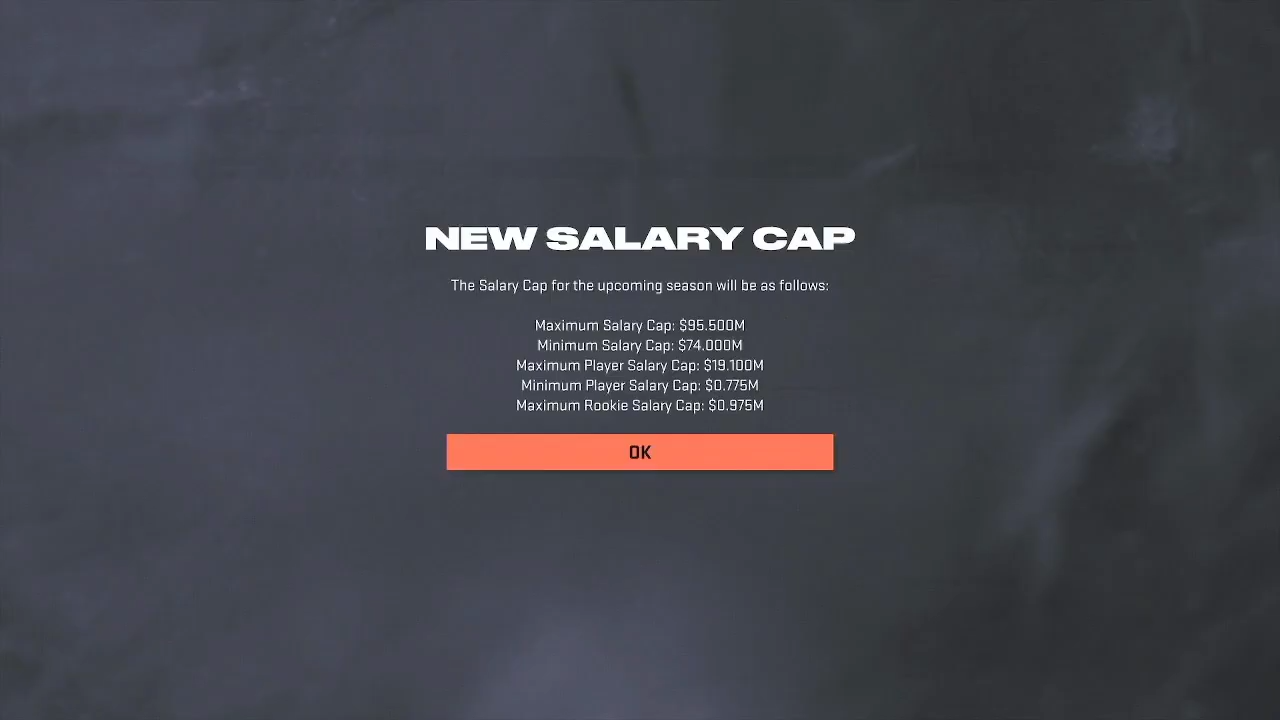 NEW SALARY CAP
The Salary Cap for the upcoming season will be as follows:
Maximum Salary Cap: $95.500M
Minimum Salary Cap: $74.000M
Maximum Player Salary Cap: $19.100M
Minimum Player Salary Cap: $0.775M
Maximum Rookie Salary Cap: $0.975M
OK